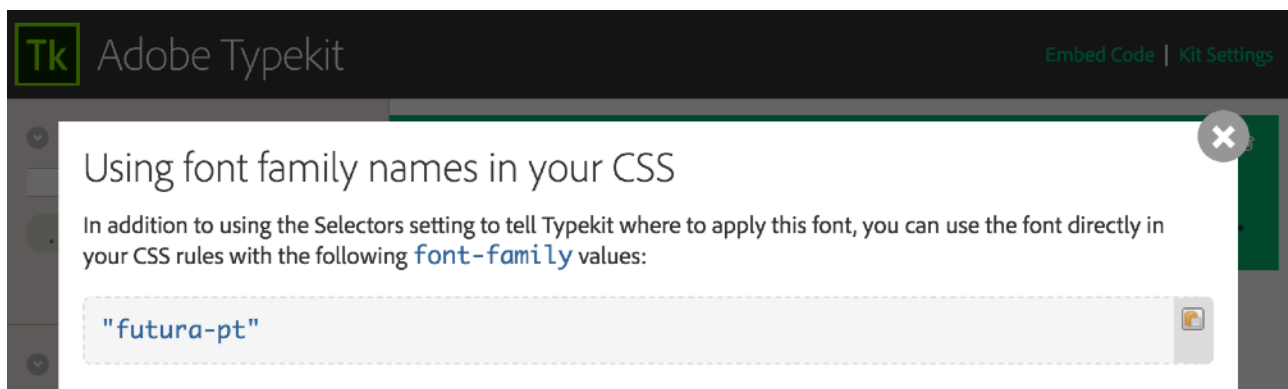 Tk Adobe Typekit
Embed Code | Kit Settings
Using font family names in your CSS
In addition to using the Selectors setting to tell Typekit where to apply this font, you can use the font directly in
your CSS rules with the following font-family values:
"futura-pt"